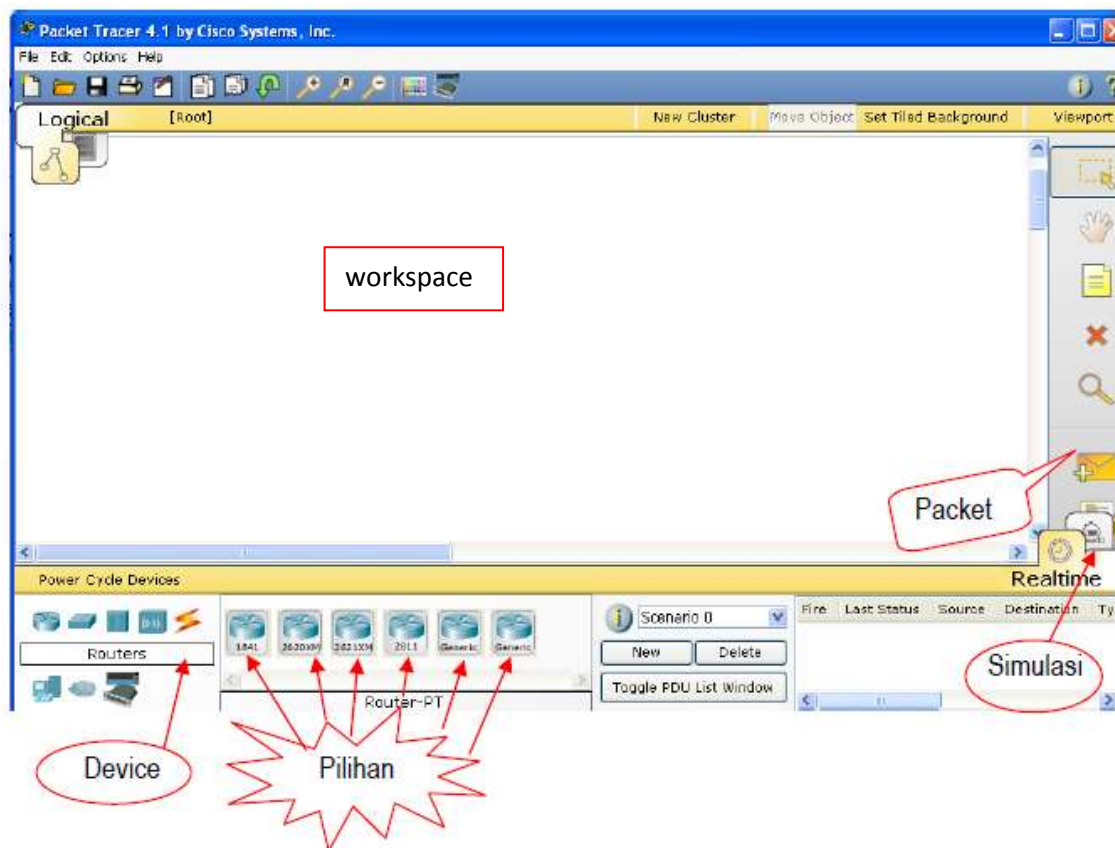 Packet Tracer 4.1 by Cisco Systems, Inc.
File Edit Options Help
Logical [Root] New Cluster Move Object Set Tiled Background Viewport
workspace
Packet
Power Cycle Devices Realtime
Fire Last Status Source Destination Ty
Scenario 0
1841 2620XM 2621XM 2811 Generic Generic
Routers
New Delete
Simulasi
Toggle PDU List Window
Router-PT
Device
Pilihan